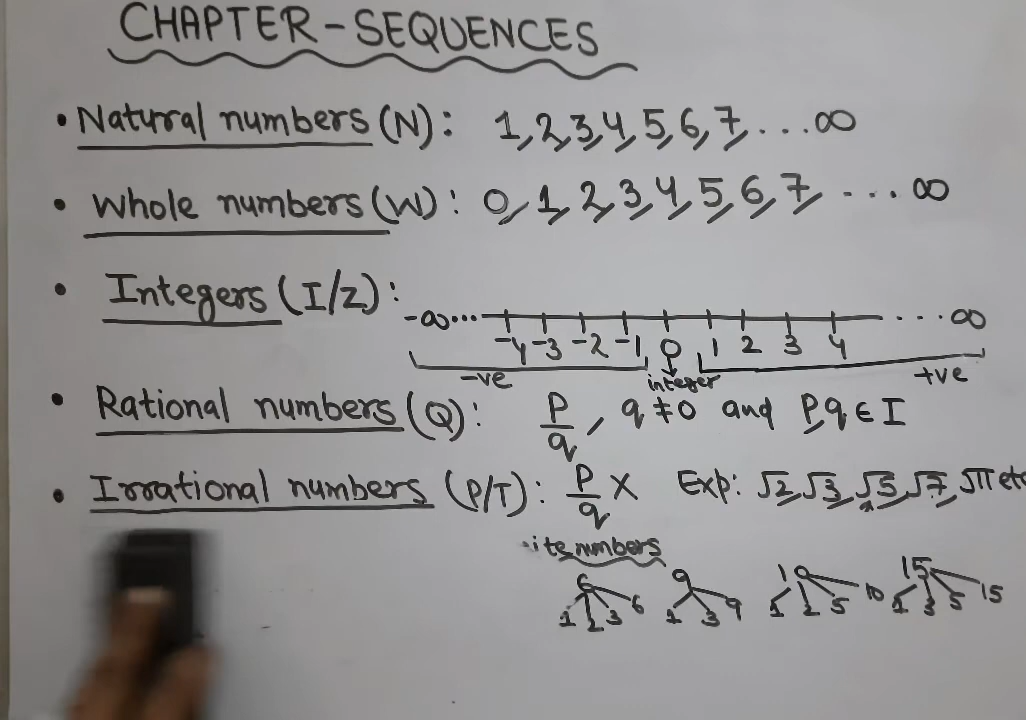 CHAPTER-SEQUENCES
• Natural numbers (N): 1, 2, 3, 4, 5, 6, 7, ... ∞
• Whole numbers (W): 0, 1, 2, 3, 4, 5, 6, 7, ... ∞
• Integers (I/Z):
-∞... -4 -3 -2 -1 0 1 2 3 4 ... ∞
-ve integer +ve
• Rational numbers (Q): P/q, q ≠ 0 and P, q ∈ I
• Irrational numbers (P/T): P/q X Exp: √2, √3, √5, √7, √π etc
ite numbers
6 9 10 15
1 2 3 6 1 3 9 1 2 5 10 1 3 5 15